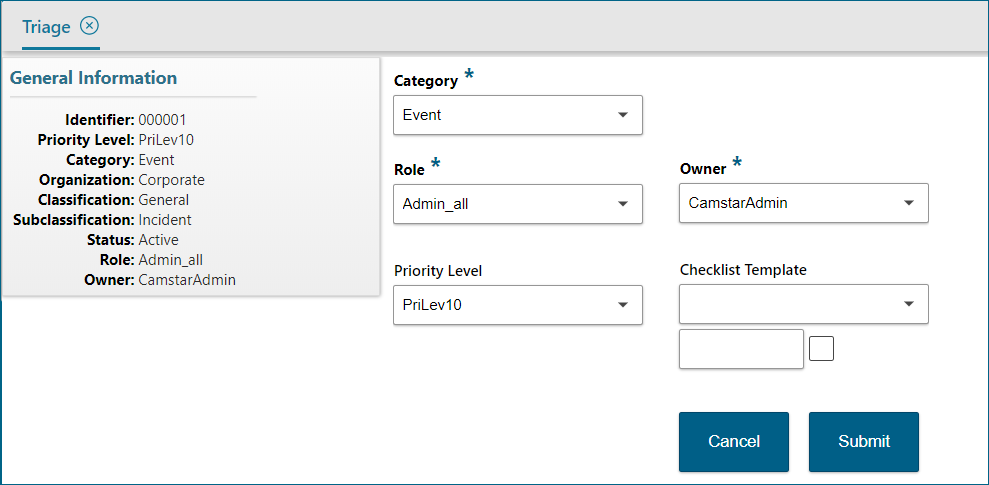 Triage
General Information
Identifier: 000001
Priority Level: PriLev10
Category: Event
Organization: Corporate
Classification: General
Subclassification: Incident
Status: Active
Role: Admin_all
Owner: CamstarAdmin
Category *
Event
Role *
Admin_all
Owner *
CamstarAdmin
Priority Level
PriLev10
Checklist Template
Cancel
Submit